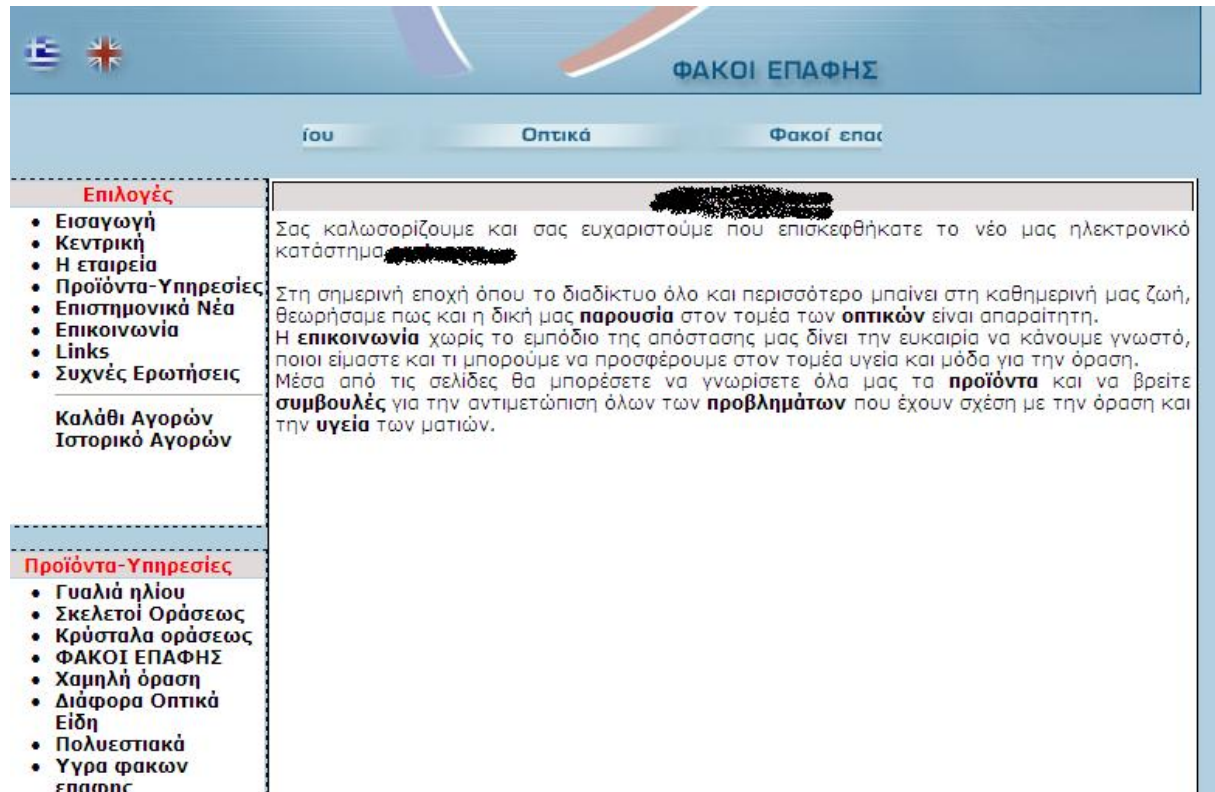 ΦΑΚΟΙ ΕΠΑΦΗΣ
ίου Οπτικά Φακοί επας
Επιλογές
• Εισαγωγή
• Κεντρική
• Η εταιρεία
• Προϊόντα-Υπηρεσίες
• Επιστημονικά Νέα
• Επικοινωνία
• Links
• Συχνές Ερωτήσεις
Καλάθι Αγορών
Ιστορικό Αγορών
Σας καλωσορίζουμε και σας ευχαριστούμε που επισκεφθήκατε το νέο μας ηλεκτρονικό
κατάστημα
Στη σημερινή εποχή όπου το διαδίκτυο όλο και περισσότερο μπαίνει στη καθημερινή μας ζωή,
θεωρήσαμε πως και η δική μας παρουσία στον τομέα των οπτικών είναι απαραίτητη.
Η επικοινωνία χωρίς το εμπόδιο της απόστασης μας δίνει την ευκαιρία να κάνουμε γνωστό,
ποιοι είμαστε και τι μπορούμε να προσφέρουμε στον τομέα υγεία και μόδα για την όραση.
Μέσα από τις σελίδες θα μπορέσετε να γνωρίσετε όλα μας τα προϊόντα και να βρείτε
συμβουλές για την αντιμετώπιση όλων των προβλημάτων που έχουν σχέση με την όραση και
την υγεία των ματιών.
Προϊόντα-Υπηρεσίες
• Γυαλιά ηλίου
• Σκελετοί Οράσεως
• Κρύσταλα οράσεως
• ΦΑΚΟΙ ΕΠΑΦΗΣ
• Χαμηλή όραση
• Διάφορα Οπτικά
Είδη
• Πολυεστιακά
• Υγρα φακων
επαφης